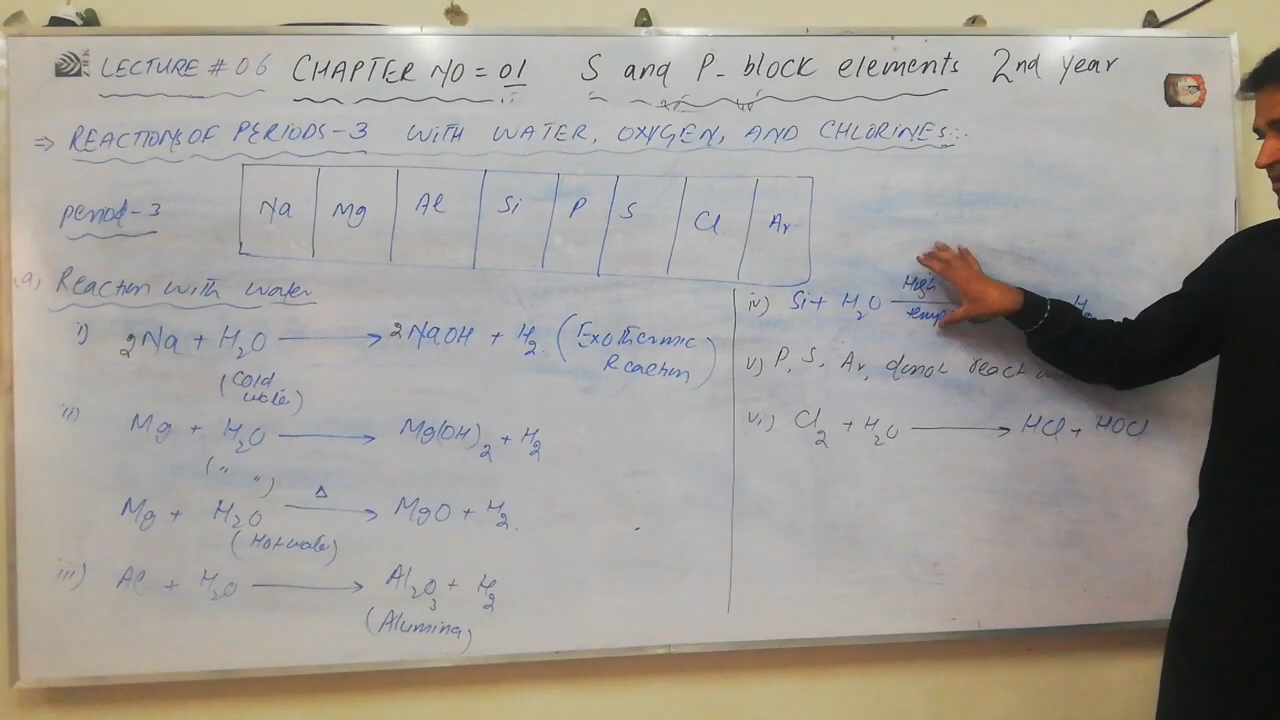 LECTURE # 06 CHAPTER NO = 01 S and P-block elements 2nd year
⇒ REACTIONS OF PERIODS-3 WITH WATER, OXYGEN, AND CHLORINES:.
period-3 Na Mg Al Si P S Cl Ar
a, Reaction with water
i) 2Na + H₂O ⟶ 2NaOH + H₂. (Exothermic Reaction)
(Cold
ii) Mg + H₂O ⟶ Mg(OH)₂ + H₂
(" ")
Mg + H₂O —Δ→ MgO + H₂.
(Hot
iii) Al + H₂O ⟶ Al₂O₃ + H₂
(Alumina)
iv) Si + H₂O High temp H₂
v) P, S, Ar, donot react
vi) Cl₂ + H₂O ⟶ HCl + HOCl